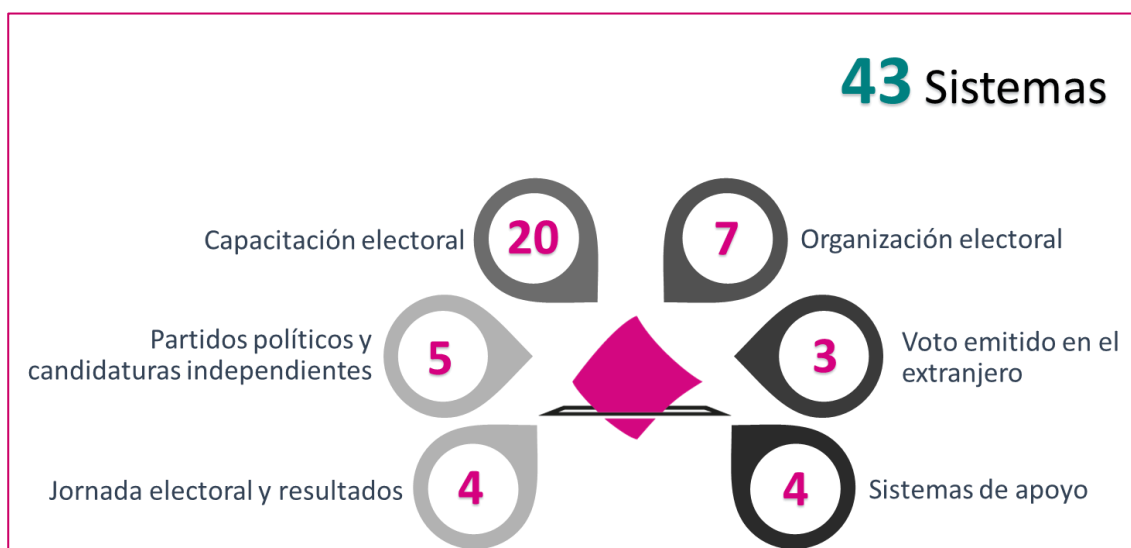 43 Sistemas
Capacitación electoral
20
7
Organización electoral
Partidos políticos y
candidaturas independientes
5
3
Voto emitido en el
extranjero
Jornada electoral y resultados
4
4
Sistemas de apoyo